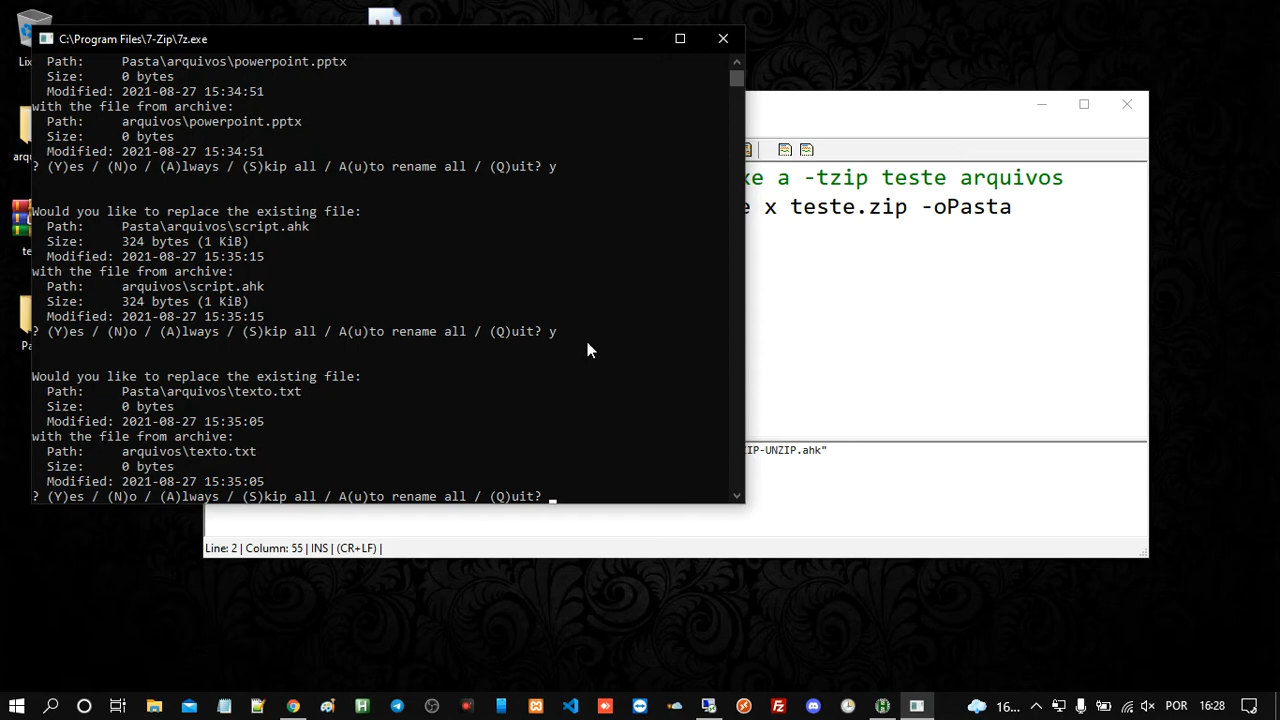 C:\Program Files\7-Zip\7z.exe
Path: Pasta\arquivos\powerpoint.pptx
Size: 0 bytes
Modified: 2021-08-27 15:34:51
with the file from archive:
Path: arquivos\powerpoint.pptx
Size: 0 bytes
Modified: 2021-08-27 15:34:51
? (Y)es / (N)o / (A)lways / (S)kip all / A(u)to rename all / (Q)uit? y
Would you like to replace the existing file:
Path: Pasta\arquivos\script.ahk
Size: 324 bytes (1 KiB)
Modified: 2021-08-27 15:35:15
with the file from archive:
Path: arquivos\script.ahk
Size: 324 bytes (1 KiB)
Modified: 2021-08-27 15:35:15
? (Y)es / (N)o / (A)lways / (S)kip all / A(u)to rename all / (Q)uit? y
Would you like to replace the existing file:
Path: Pasta\arquivos\texto.txt
Size: 0 bytes
Modified: 2021-08-27 15:35:05
with the file from archive:
Path: arquivos\texto.txt
Size: 0 bytes
Modified: 2021-08-27 15:35:05
? (Y)es / (N)o / (A)lways / (S)kip all / A(u)to rename all / (Q)uit?
xe a -tzip teste arquivos
e x teste.zip -oPasta
ZIP-UNZIP.ahk"
Line: 2 | Column: 55 | INS | (CR+LF) |
Lix
arq
te
Pa
16...
POR
16:28